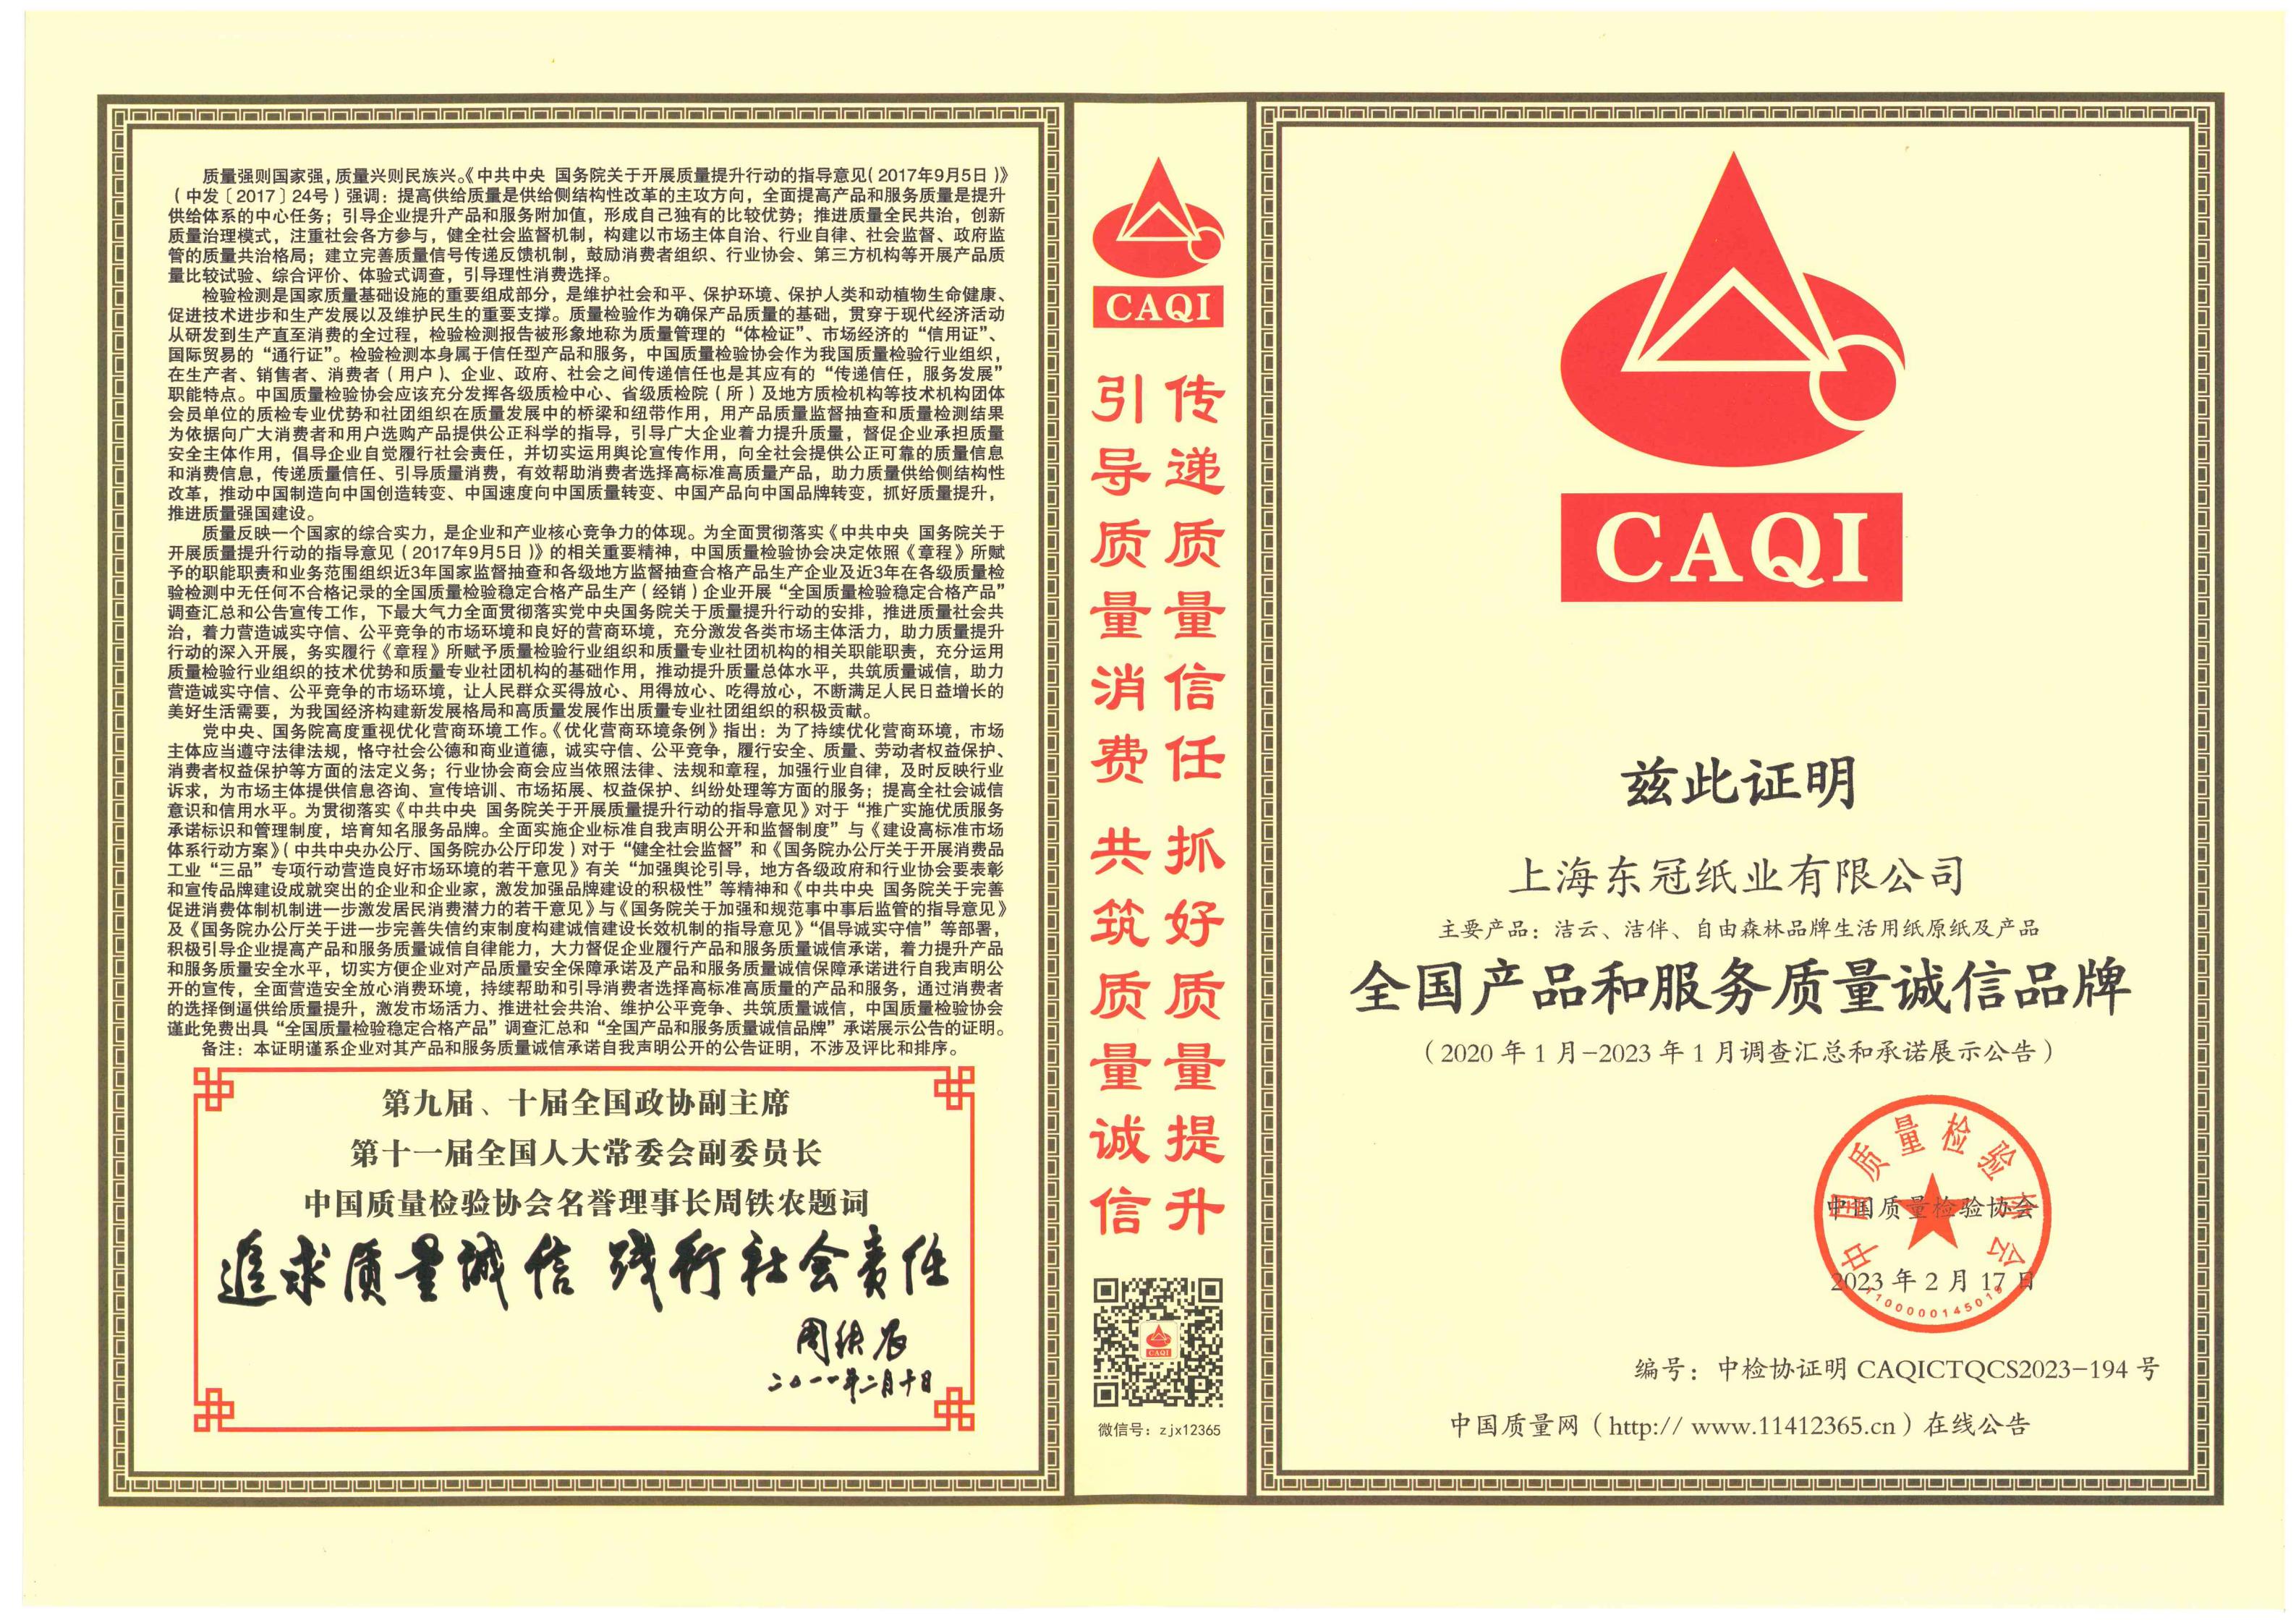 质量强则国家强，质量兴则民族兴。《中共中央 国务院关于开展质量提升行动的指导意见（2017年9月5日）》
（中发〔2017〕24号）强调：提高供给质量是供给侧结构性改革的主攻方向，全面提高产品和服务质量是提升
供给体系的中心任务；引导企业提升产品和服务附加值，形成自己独有的比较优势；推进质量全民共治，创新
质量治理模式，注重社会各方参与，健全社会监督机制，构建以市场主体自治、行业自律、社会监督、政府监
管的质量共治格局；建立完善质量信号传递反馈机制，鼓励消费者组织、行业协会、第三方机构等开展产品质
量比较试验、综合评价、体验式调查，引导理性消费选择。
检验检测是国家质量基础设施的重要组成部分，是维护社会和平、保护环境、保护人类和动植物生命健康、
促进技术进步和生产发展以及维护民生的重要支撑。质量检验作为确保产品质量的基础，贯穿于现代经济活动
从研发到生产直至消费的全过程，检验检测报告被形象地称为质量管理的“体检证”、市场经济的“信用证”、
国际贸易的“通行证”。检验检测本身属于信任型产品和服务，中国质量检验协会作为我国质量检验行业组织，
在生产者、销售者、消费者（用户）、企业、政府、社会之间传递信任也是其应有的“传递信任，服务发展”
职能特点。中国质量检验协会应该充分发挥各级质检中心、省级质检院（所）及地方质检机构等技术机构团体
会员单位的质检专业优势和社团组织在质量发展中的桥梁和纽带作用，用产品质量监督抽查和质量检测结果
为依据向广大消费者和用户选购产品提供公正科学的指导，引导广大企业着力提升质量，督促企业承担质量
安全主体作用，倡导企业自觉履行社会责任，并切实运用舆论宣传作用，向全社会提供公正可靠的质量信息
和消费信息，传递质量信任、引导质量消费，有效帮助消费者选择高标准高质量产品，助力质量供给侧结构性
改革，推动中国制造向中国创造转变、中国速度向中国质量转变、中国产品向中国品牌转变，抓好质量提升，
推进质量强国建设。
质量反映一个国家的综合实力，是企业和产业核心竞争力的体现。为全面贯彻落实《中共中央 国务院关于
开展质量提升行动的指导意见（2017年9月5日）》的相关重要精神，中国质量检验协会决定依照《章程》所赋
予的职能职责和业务范围组织近3年国家监督抽查和各级地方监督抽查合格产品生产企业及近3年在各级质量检
验检测中无任何不合格记录的全国质量检验稳定合格产品生产（经销）企业开展“全国质量检验稳定合格产品”
调查汇总和公告宣传工作，下最大气力全面贯彻落实党中央国务院关于质量提升行动的安排，推进质量社会共
治，着力营造诚实守信、公平竞争的市场环境和良好的营商环境，充分激发各类市场主体活力，助力质量提升
行动的深入开展，务实履行《章程》所赋予质量检验行业组织和质量专业社团机构的相关职能职责，充分运用
质量检验行业组织的技术优势和质量专业社团机构的基础作用，推动提升质量总体水平，共筑质量诚信，助力
营造诚实守信、公平竞争的市场环境，让人民群众买得放心、用得放心、吃得放心，不断满足人民日益增长的
美好生活需要，为我国经济构建新发展格局和高质量发展作出质量专业社团组织的积极贡献。
党中央、国务院高度重视优化营商环境工作。《优化营商环境条例》指出：为了持续优化营商环境，市场
主体应当遵守法律法规，恪守社会公德和商业道德，诚实守信、公平竞争，履行安全、质量、劳动者权益保护、
消费者权益保护等方面的法定义务；行业协会商会应当依照法律、法规和章程，加强行业自律，及时反映行业
诉求，为市场主体提供信息咨询、宣传培训、市场拓展、权益保护、纠纷处理等方面的服务；提高全社会诚信
意识和信用水平。为贯彻落实《中共中央 国务院关于开展质量提升行动的指导意见》对于“推广实施优质服务
承诺标识和管理制度，培育知名服务品牌。全面实施企业标准自我声明公开和监督制度”与《建设高标准市场
体系行动方案》（中共中央办公厅、国务院办公厅印发）对于“健全社会监督”和《国务院办公厅关于开展消费品
工业“三品”专项行动营造良好市场环境的若干意见》有关“加强舆论引导，地方各级政府和行业协会要表彰
和宣传品牌建设成就突出的企业和企业家，激发加强品牌建设的积极性”等精神和《中共中央 国务院关于完善
促进消费体制机制进一步激发居民消费潜力的若干意见》与《国务院关于加强和规范事中事后监管的指导意见》
及《国务院办公厅关于进一步完善失信约束制度构建诚信建设长效机制的指导意见》“倡导诚实守信”等部署，
积极引导企业提高产品和服务质量诚信自律能力，大力督促企业履行产品和服务质量诚信承诺，着力提升产品
和服务质量安全水平，切实方便企业对产品质量安全保障承诺及产品和服务质量诚信保障承诺进行自我声明公
开的宣传，全面营造安全放心消费环境，持续帮助和引导消费者选择高标准高质量的产品和服务，通过消费者
的选择倒逼供给质量提升，激发市场活力、推进社会共治、维护公平竞争、共筑质量诚信，中国质量检验协会
谨此免费出具“全国质量检验稳定合格产品”调查汇总和“全国产品和服务质量诚信品牌”承诺展示公告的证明。
备注：本证明谨系企业对其产品和服务质量诚信承诺自我声明公开的公告证明，不涉及评比和排序。
第九届、十届全国政协副主席
第十一届全国人大常委会副委员长
中国质量检验协会名誉理事长周铁农题词
追求质量诚信 践行社会责任
周铁农
二〇一一年二月十日
CAQI
传递质量信任 抓好质量提升
引导质量消费 共筑质量诚信
CAQI
微信号：zjx12365
CAQI
兹此证明
上海东冠纸业有限公司
主要产品：洁云、洁伴、自由森林品牌生活用纸原纸及产品
全国产品和服务质量诚信品牌
（2020年1月-2023年1月调查汇总和承诺展示公告）
中国质量检验协会
中国质量检验协会
2023年2月17日
1100000145019
编号：中检协证明 CAQICTQCS2023-194 号
中国质量网（http:// www.11412365.cn）在线公告